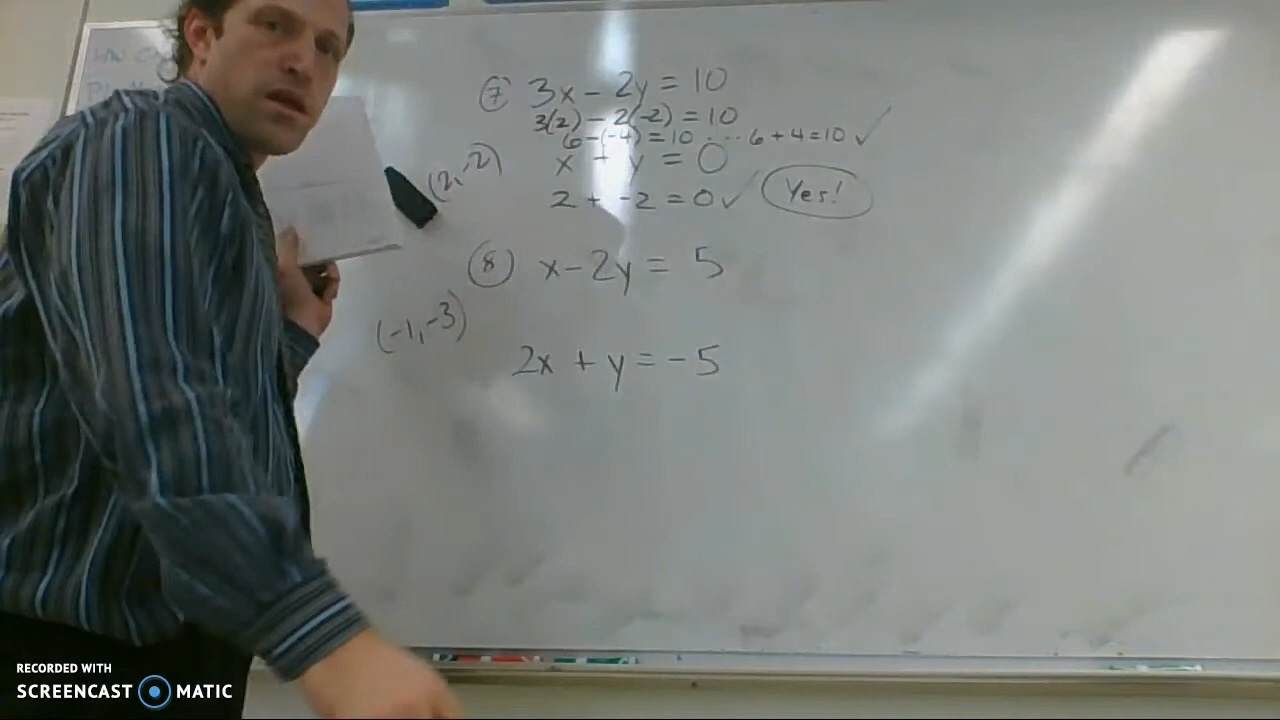 ⑦ 3x - 2y = 10
3(2) - 2(-2) = 10
6 - (-4) = 10 ... 6 + 4 = 10 ✓
(2, -2) x + y = 0
2 + -2 = 0 ✓ Yes!
⑧ x - 2y = 5
(-1, -3)
2x + y = -5
RECORDED WITH
SCREENCAST MATIC